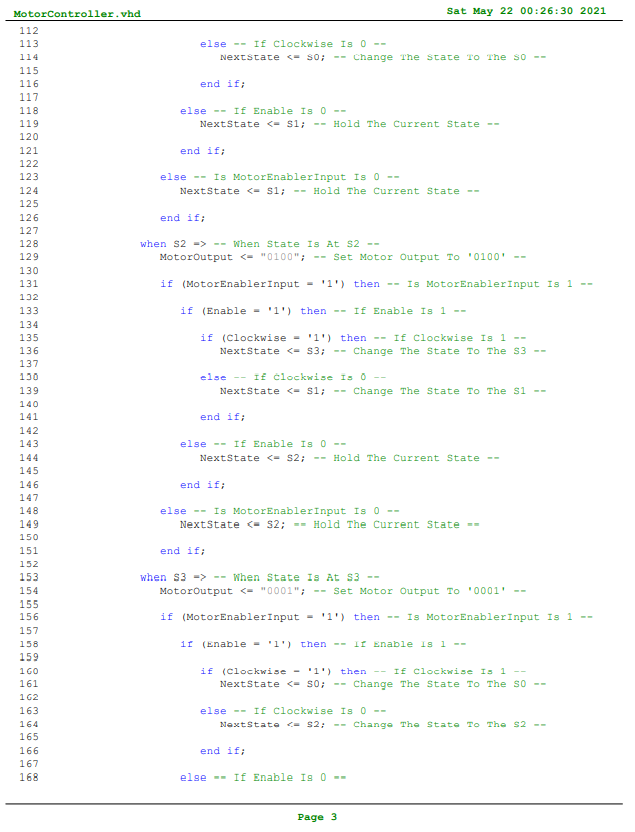 MotorController.vhd Sat May 22 00:26:30 2021
112
113 else -- If Clockwise Is 0 --
114 NextState <= S0; -- Change The State To The S0 --
115
116 end if;
117
118 else -- If Enable Is 0 --
119 NextState <= S1; -- Hold The Current State --
120
121 end if;
122
123 else -- Is MotorEnablerInput Is 0 --
124 NextState <= S1; -- Hold The Current State --
125
126 end if;
127
128 when S2 => -- When State Is At S2 --
129 MotorOutput <= "0100"; -- Set Motor Output To '0100' --
130
131 if (MotorEnablerInput = '1') then -- Is MotorEnablerInput Is 1 --
132
133 if (Enable = '1') then -- If Enable Is 1 --
134
135 if (Clockwise = '1') then -- If Clockwise Is 1 --
136 NextState <= S3; -- Change The State To The S3 --
137
138 else -- If Clockwise Is 0 --
139 NextState <= S1; -- Change The State To The S1 --
140
141 end if;
142
143 else -- If Enable Is 0 --
144 NextState <= S2; -- Hold The Current State --
145
146 end if;
147
148 else -- Is MotorEnablerInput Is 0 --
149 NextState <= S2; -- Hold The Current State --
150
151 end if;
152
153 when S3 => -- When State Is At S3 --
154 MotorOutput <= "0001"; -- Set Motor Output To '0001' --
155
156 if (MotorEnablerInput = '1') then -- Is MotorEnablerInput Is 1 --
157
158 if (Enable = '1') then -- If Enable Is 1 --
159
160 if (Clockwise = '1') then -- If Clockwise Is 1 --
161 NextState <= S0; -- Change The State To The S0 --
162
163 else -- If Clockwise Is 0 --
164 NextState <= S2; -- Change The State To The S2 --
165
166 end if;
167
168 else -- If Enable Is 0 --
Page 3